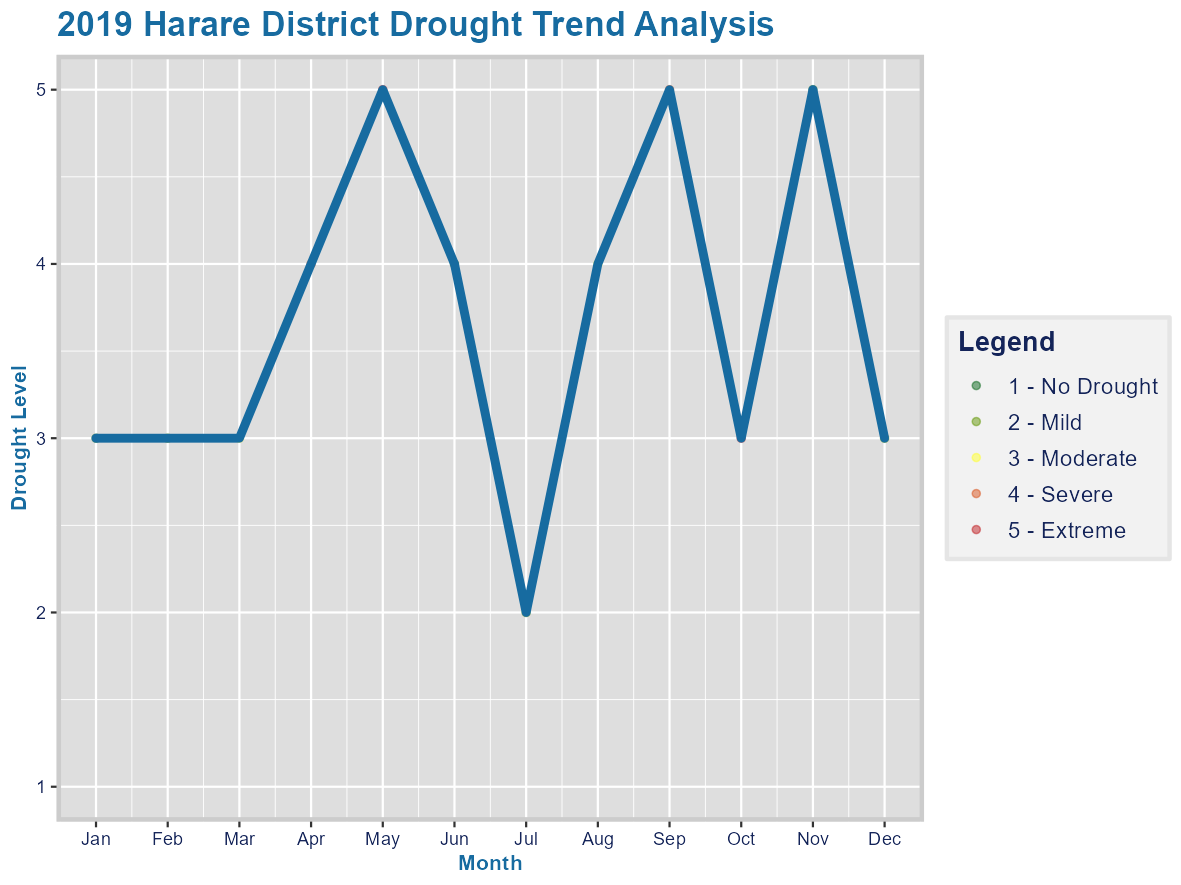 2019 Harare District Drought Trend Analysis
5
4
3
2
1
Drought Level
Jan Feb Mar Apr May Jun Jul Aug Sep Oct Nov Dec
Month
Legend
1 - No Drought
2 - Mild
3 - Moderate
4 - Severe
5 - Extreme